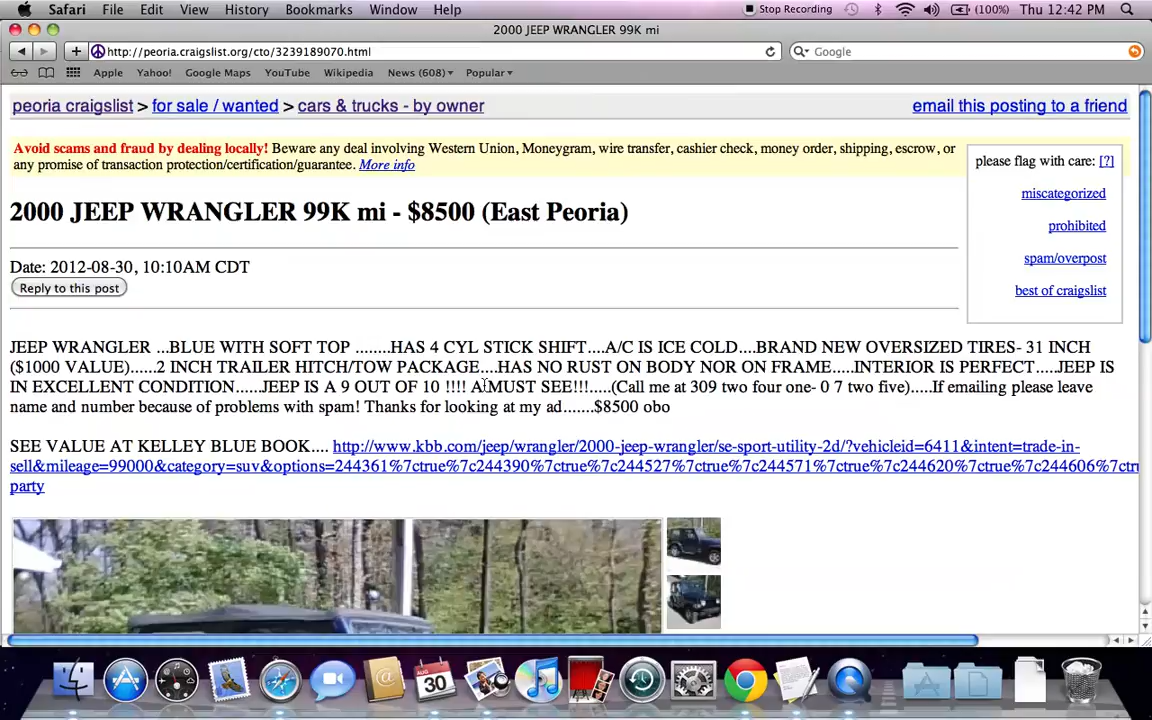 Safari File Edit View History Bookmarks Window Help Stop Recording (100%) Thu 12:42 PM
2000 JEEP WRANGLER 99K mi
http://peoria.craigslist.org/cto/3239189070.html Google
Apple Yahoo! Google Maps YouTube Wikipedia News (608) Popular
peoria craigslist > for sale / wanted > cars & trucks - by owner email this posting to a friend
Avoid scams and fraud by dealing locally! Beware any deal involving Western Union, Moneygram, wire transfer, cashier check, money order, shipping, escrow, or
any promise of transaction protection/certification/guarantee. More info
please flag with care: [?]
miscategorized
prohibited
spam/overpost
best of craigslist
2000 JEEP WRANGLER 99K mi - $8500 (East Peoria)
Date: 2012-08-30, 10:10AM CDT
Reply to this post
JEEP WRANGLER ...BLUE WITH SOFT TOP ........HAS 4 CYL STICK SHIFT....A/C IS ICE COLD....BRAND NEW OVERSIZED TIRES- 31 INCH
($1000 VALUE)......2 INCH TRAILER HITCH/TOW PACKAGE....HAS NO RUST ON BODY NOR ON FRAME.....INTERIOR IS PERFECT.....JEEP IS
IN EXCELLENT CONDITION......JEEP IS A 9 OUT OF 10 !!!! A MUST SEE!!!.....(Call me at 309 two four one- 0 7 two five).....If emailing please leave
name and number because of problems with spam! Thanks for looking at my ad.......$8500 obo
SEE VALUE AT KELLEY BLUE BOOK.... http://www.kbb.com/jeep/wrangler/2000-jeep-wrangler/se-sport-utility-2d/?vehicleid=6411&intent=trade-in-
sell&mileage=99000&category=suv&options=244361%7ctrue%7c244390%7ctrue%7c244527%7ctrue%7c244571%7ctrue%7c244620%7ctrue%7c244606%7ctru
party
AUG
30